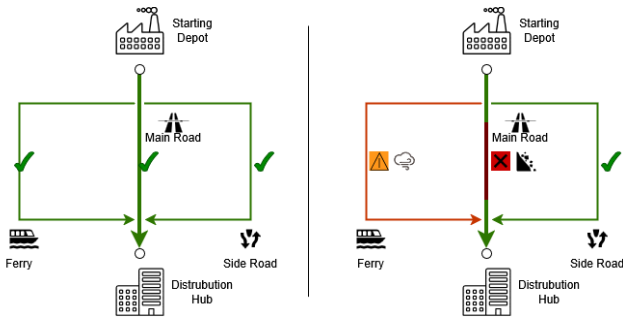 Starting
Depot
Main Road
Ferry
Side Road
Distrubution
Hub
Starting
Depot
Main Road
Ferry
Side Road
Distrubution
Hub